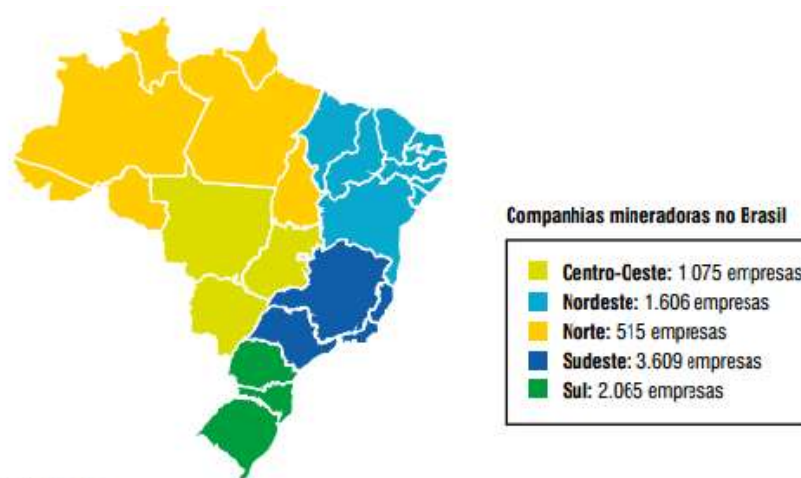 Companhias mineradoras no Brasil
Centro-Oeste: 1 075 empresas
Nordeste: 1.606 empresas
Norte: 515 empresas
Sudeste: 3.609 empresas
Sul: 2.065 empresas